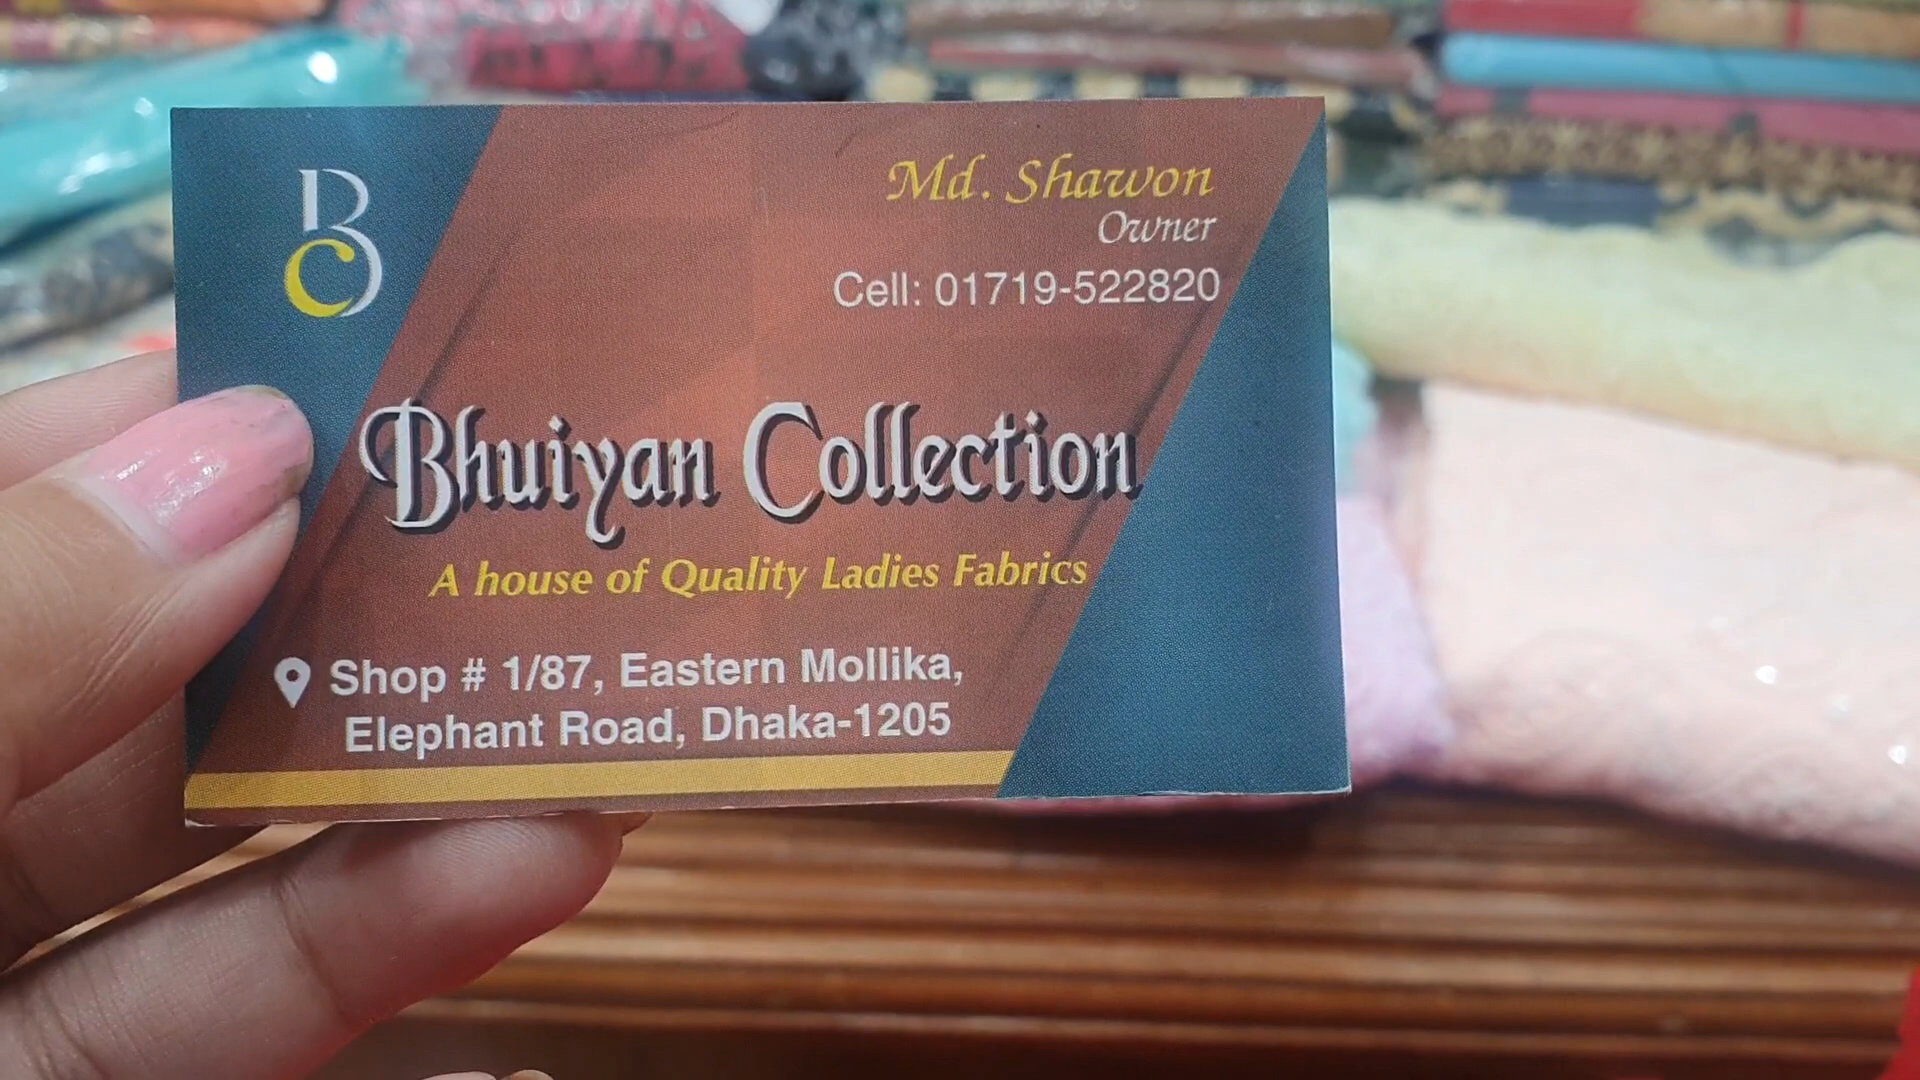 BC
Md. Shawon
Owner
Cell: 01719-522820
Bhuiyan Collection
A house of Quality Ladies Fabrics
Shop # 1/87, Eastern Mollika,
Elephant Road, Dhaka-1205